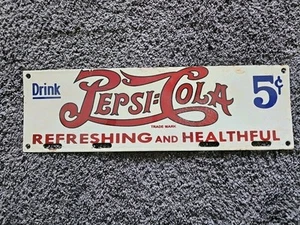 Drink
PEPSI:COLA
5¢
TRADE MARK
REFRESHING AND HEALTHFUL